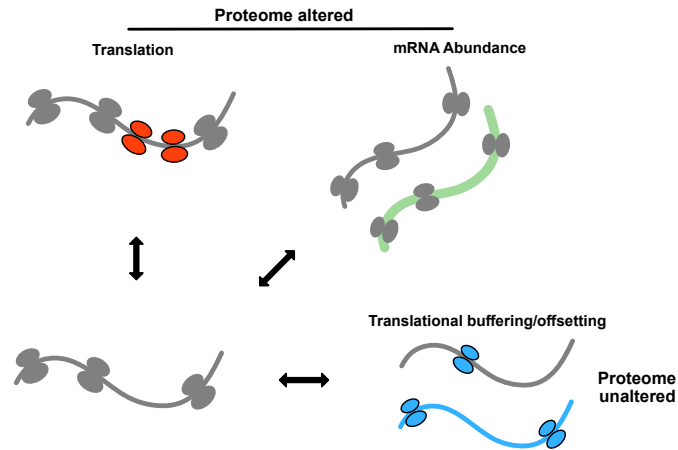 Proteome altered
Translation
mRNA Abundance
Translational buffering/offsetting
Proteome
unaltered